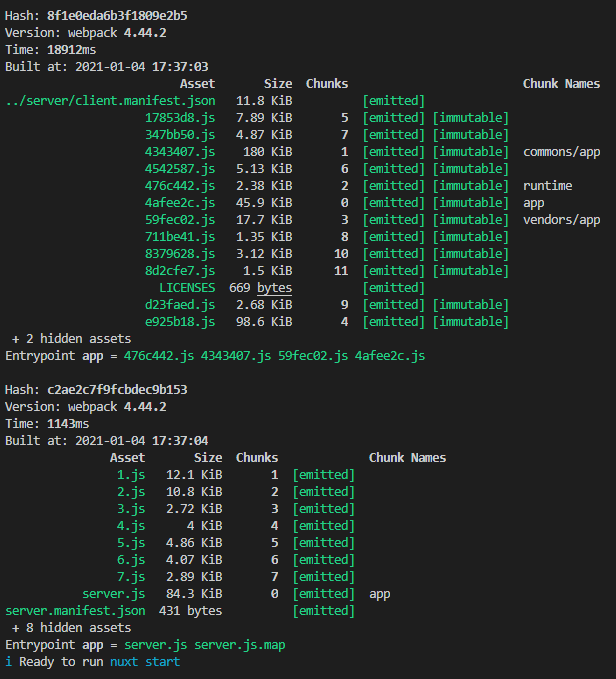 Hash: 8f1e0eda6b3f1809e2b5
Version: webpack 4.44.2
Time: 18912ms
Built at: 2021-01-04 17:37:03
Asset Size Chunks Chunk Names
../server/client.manifest.json 11.8 KiB [emitted]
17853d8.js 7.89 KiB 5 [emitted] [immutable]
347bb50.js 4.87 KiB 7 [emitted] [immutable]
4343407.js 180 KiB 1 [emitted] [immutable] commons/app
4542587.js 5.13 KiB 6 [emitted] [immutable]
476c442.js 2.38 KiB 2 [emitted] [immutable] runtime
4afee2c.js 45.9 KiB 0 [emitted] [immutable] app
59fec02.js 17.7 KiB 3 [emitted] [immutable] vendors/app
711be41.js 1.35 KiB 8 [emitted] [immutable]
8379628.js 3.12 KiB 10 [emitted] [immutable]
8d2cfe7.js 1.5 KiB 11 [emitted] [immutable]
LICENSES 669 bytes [emitted]
d23faed.js 2.68 KiB 9 [emitted] [immutable]
e925b18.js 98.6 KiB 4 [emitted] [immutable]
+ 2 hidden assets
Entrypoint app = 476c442.js 4343407.js 59fec02.js 4afee2c.js
Hash: c2ae2c7f9fcbdec9b153
Version: webpack 4.44.2
Time: 1143ms
Built at: 2021-01-04 17:37:04
Asset Size Chunks Chunk Names
1.js 12.1 KiB 1 [emitted]
2.js 10.8 KiB 2 [emitted]
3.js 2.72 KiB 3 [emitted]
4.js 4 KiB 4 [emitted]
5.js 4.86 KiB 5 [emitted]
6.js 4.07 KiB 6 [emitted]
7.js 2.89 KiB 7 [emitted]
server.js 84.3 KiB 0 [emitted] app
server.manifest.json 431 bytes [emitted]
+ 8 hidden assets
Entrypoint app = server.js server.js.map
i Ready to run nuxt start